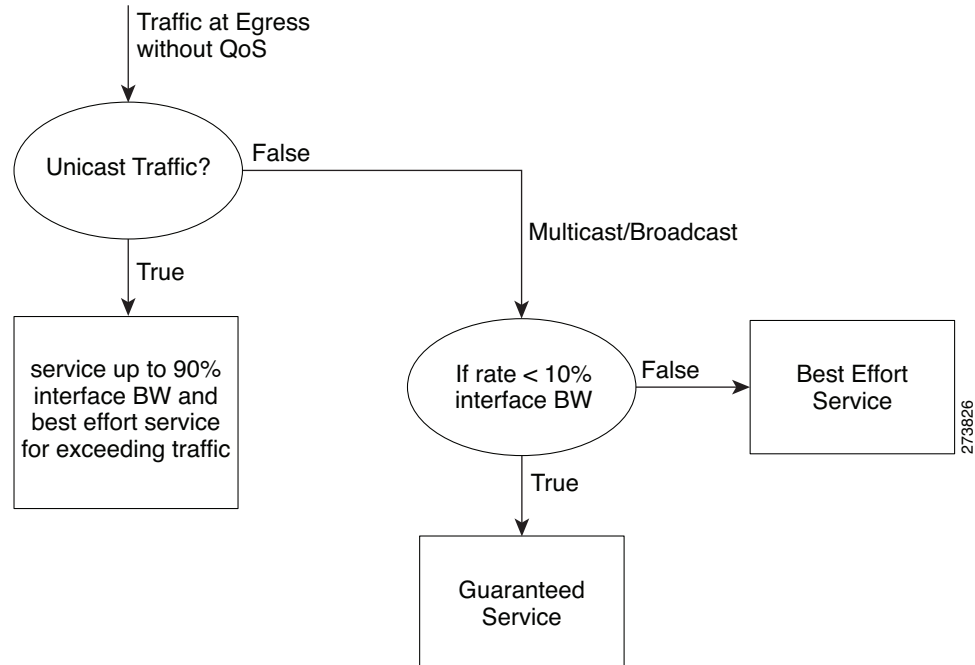 Traffic at Egress
without QoS
Unicast Traffic?
False
Multicast/Broadcast
True
service up to 90%
interface BW and
best effort service
for exceeding traffic
If rate < 10%
interface BW
False
Best Effort
Service
273826
True
Guaranteed
Service